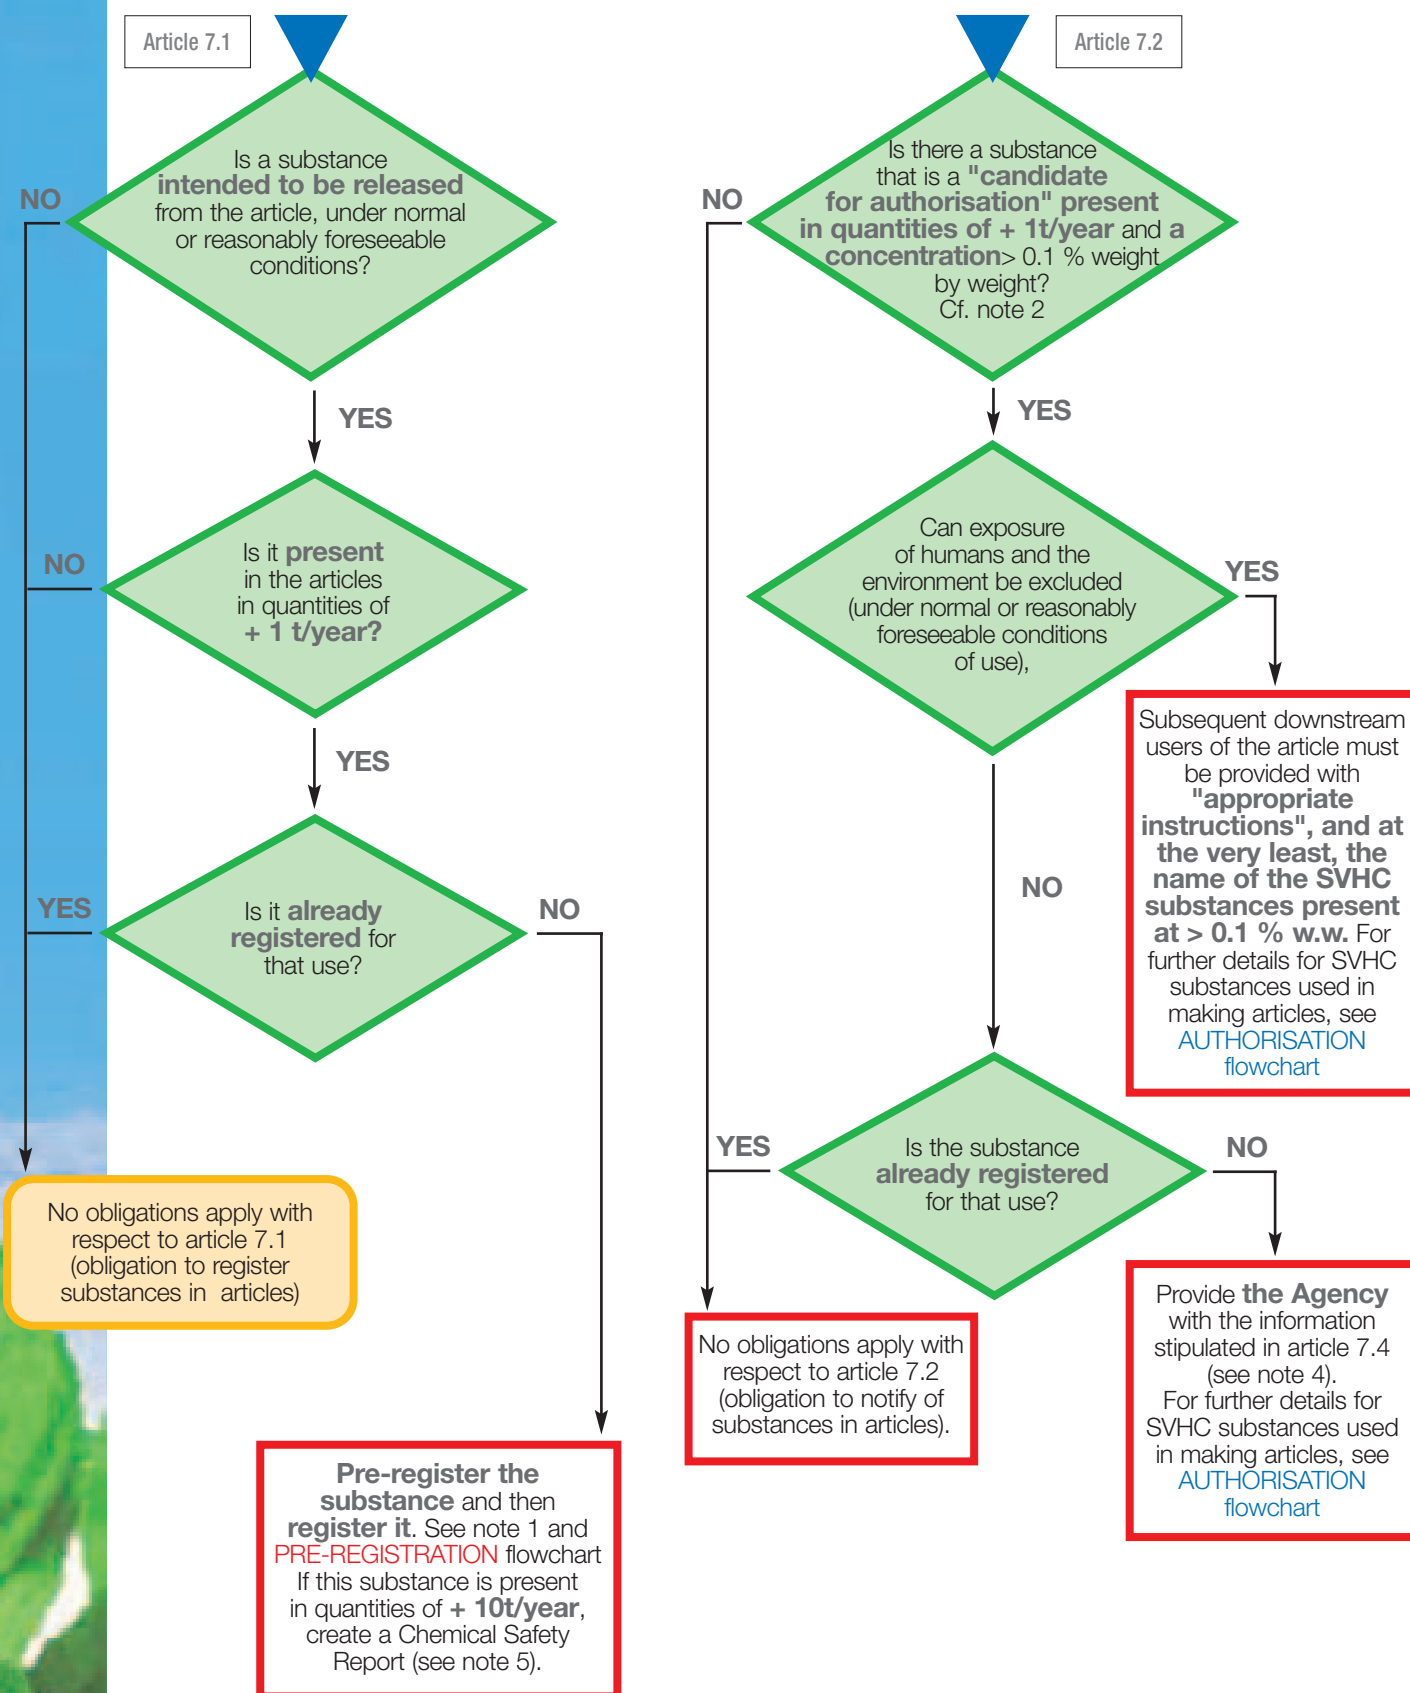 Article 7.1
Is a substance
intended to be released
from the article, under normal
or reasonably foreseeable
conditions?
NO
YES
Is it present
in the articles
in quantities of
+ 1 t/year?
NO
YES
Is it already
registered for
that use?
YES
NO
No obligations apply with
respect to article 7.1
(obligation to register
substances in articles)
Pre-register the
substance and then
register it. See note 1 and
PRE-REGISTRATION flowchart
If this substance is present
in quantities of + 10t/year,
create a Chemical Safety
Report (see note 5).
Article 7.2
Is there a substance
that is a "candidate
for authorisation" present
in quantities of + 1t/year and a
concentration> 0.1 % weight
by weight?
Cf. note 2
NO
YES
Can exposure
of humans and the
environment be excluded
(under normal or reasonably
foreseeable conditions
of use),
YES
Subsequent downstream
users of the article must
be provided with
"appropriate
instructions", and at
the very least, the
name of the SVHC
substances present
at > 0.1 % w.w. For
further details for SVHC
substances used in
making articles, see
AUTHORISATION
flowchart
NO
Is the substance
already registered
for that use?
YES
NO
No obligations apply with
respect to article 7.2
(obligation to notify of
substances in articles).
Provide the Agency
with the information
stipulated in article 7.4
(see note 4).
For further details for
SVHC substances used
in making articles, see
AUTHORISATION
flowchart